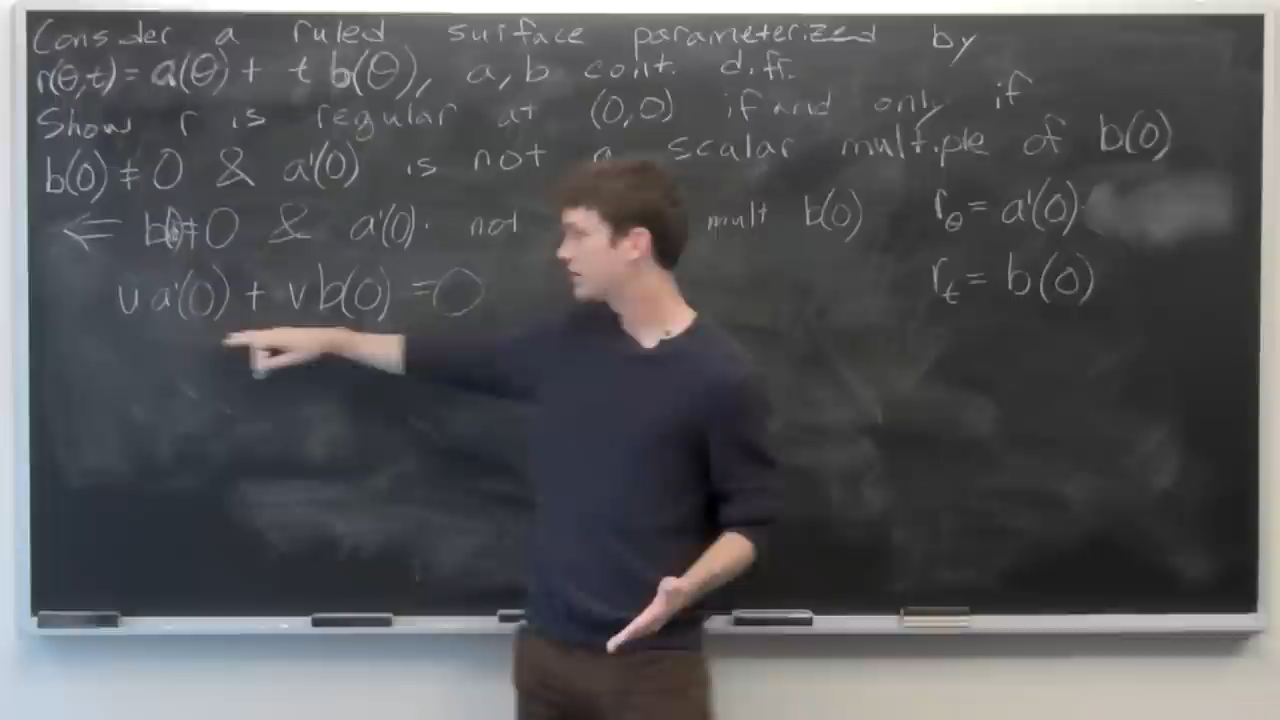 Consider a ruled surface parameterized by
r(θ,t) = a(θ) + t b(θ), a, b cont. diff.
Show r is regular at (0,0) if and only if
b(0) ≠ 0 & a'(0) is not a scalar multiple of b(0)
⇐ b(0) ≠ 0 & a'(0) not mult b(0)
u a'(0) + v b(0) = 0
r_θ = a'(0)
r_t = b(0)